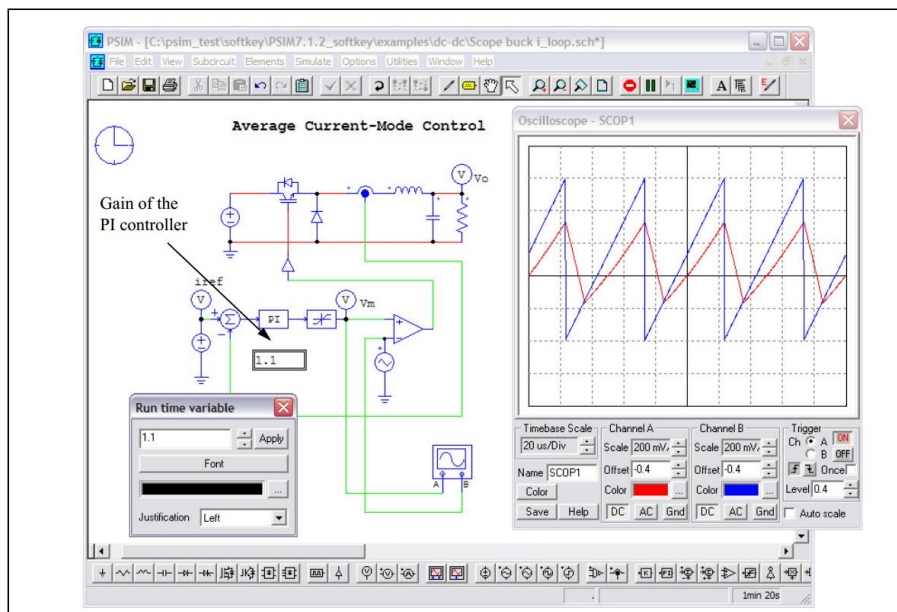 PSIM - [C:\psim_test\softkey\PSIM7.1.2_softkey\examples\dc-dc\Scope buck i_loop.sch*]
File Edit View Subcircuit Elements Simulate Options Utilities Window Help
Average Current-Mode Control
V
Vo
Gain of the
PI controller
iref
V
V
Vm
PI
1.1
A
B
Run time variable
1.1
Apply
Font
...
Justification
Left
Oscilloscope - SCOP1
Timebase Scale
20 us/Div
Name
SCOP1
Color
Save
Help
Channel A
Scale
200 mV
Offset
-0.4
Color
...
DC
AC
Gnd
Channel B
Scale
200 mV
Offset
-0.4
Color
...
DC
AC
Gnd
Trigger
Ch
A
ON
B
OFF
Once
Level
0.4
Auto scale
1min 20s